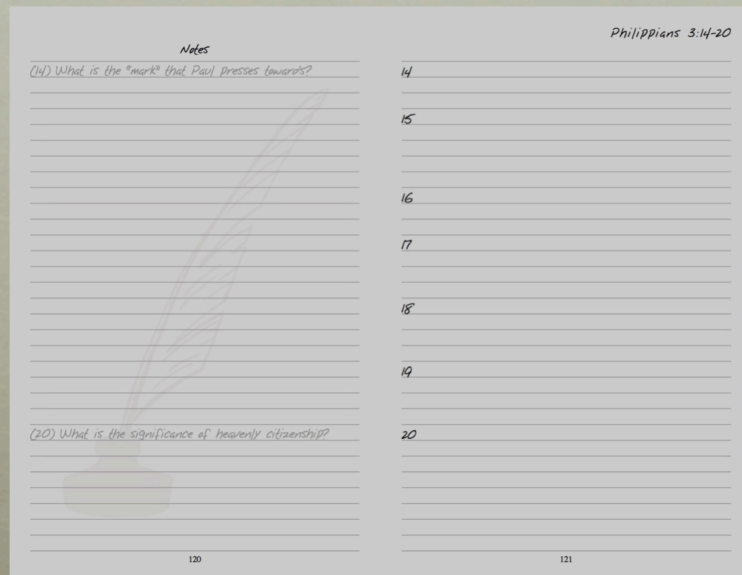 Notes
(14) What is the "mark" that Paul presses towards?
(20) What is the significance of heavenly citizenship?
120
Philippians 3:14-20
14
15
16
17
18
19
20
121